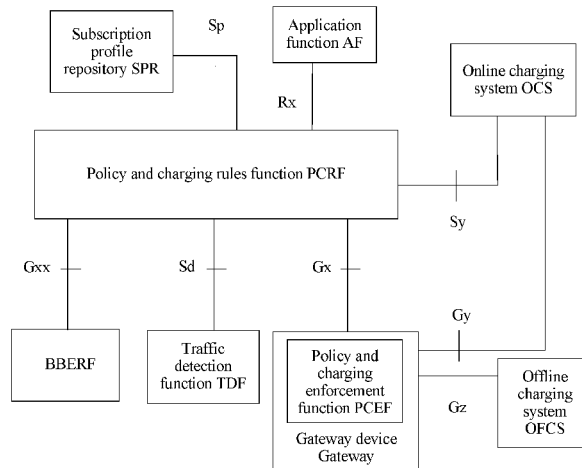 Subscription
profile
repository SPR
Sp
Application
function AF
Rx
Online charging
system OCS
Policy and charging rules function PCRF
Sy
Gxx
Sd
Gx
Gy
BBERF
Traffic
detection
function TDF
Policy and
charging
enforcement
function PCEF
Gateway device
Gateway
Gz
Offline
charging
system
OFCS